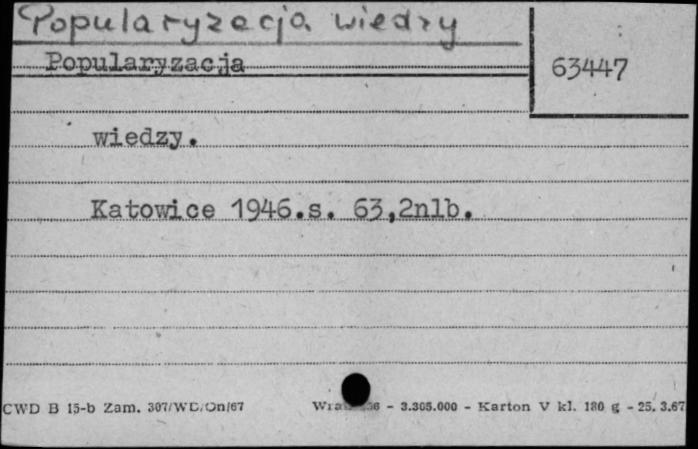 Popularyzacja wiedzy
Popularyzacja
63447
wiedzy.
Katowice 1946.s. 63,2nlb.
CWD B 15-b Zam. 307/WD/On/67 - 3.305.000 - Karton V kl. 180 g - 25. 3.67